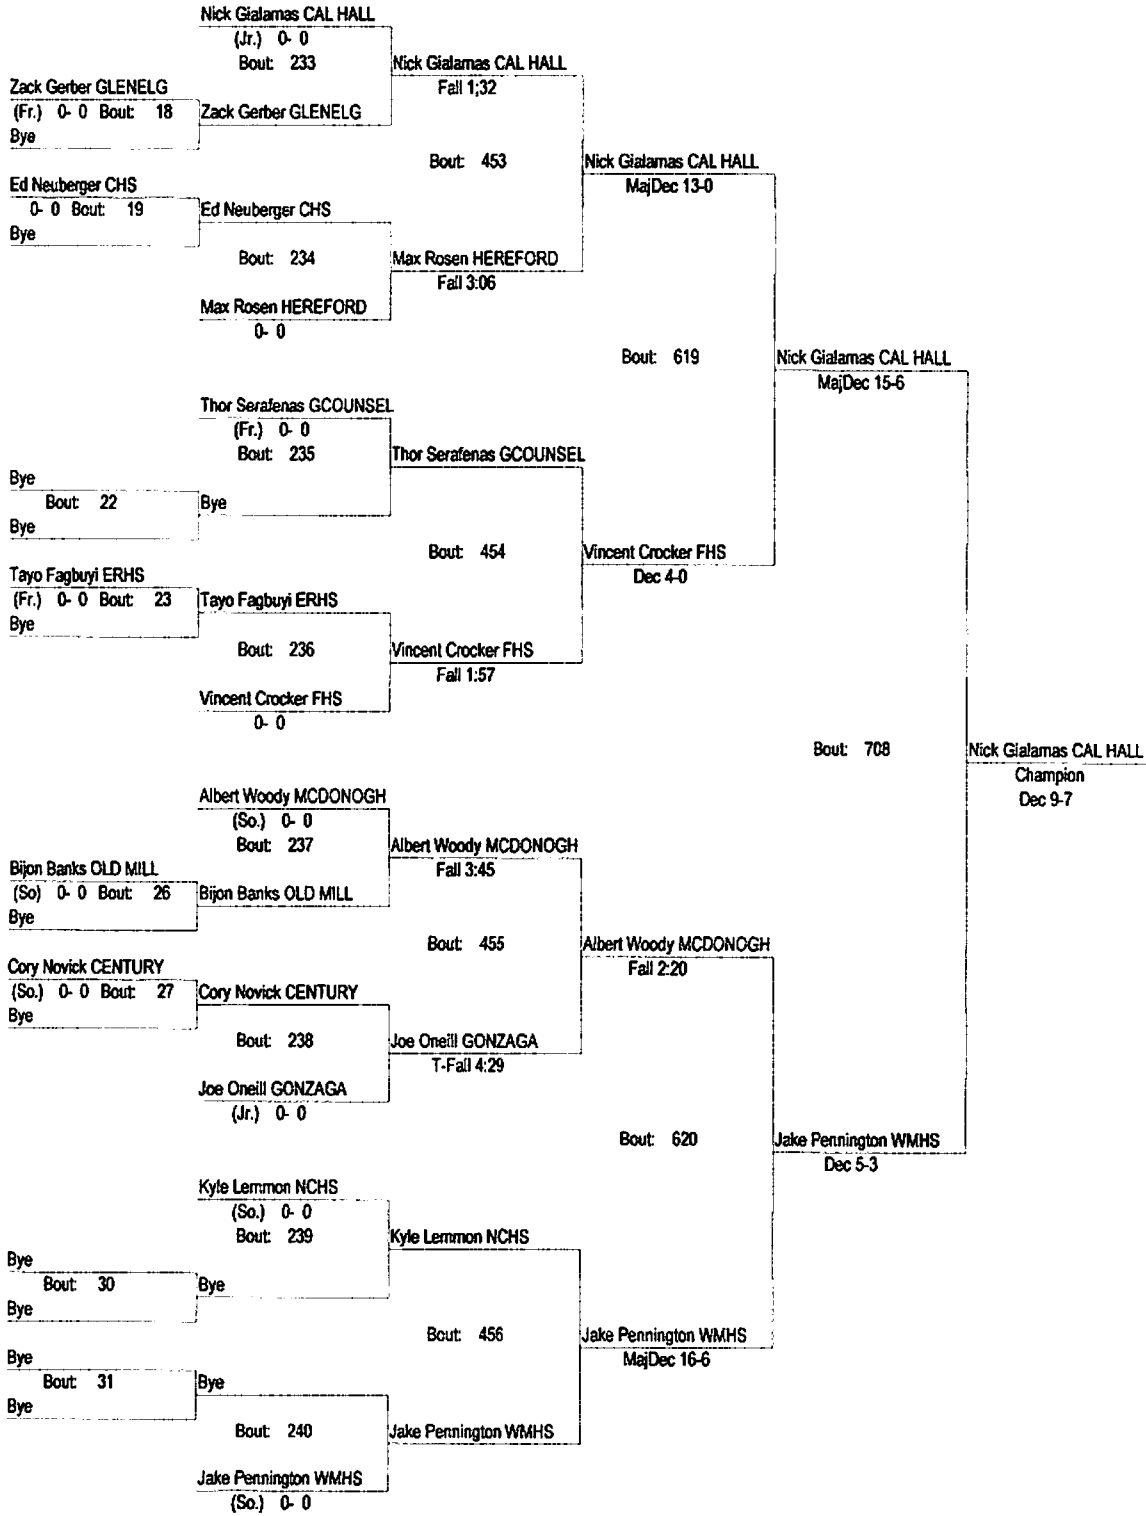 Nick Gialamas CAL HALL
(Jr.) 0- 0
Bout: 233
Nick Gialamas CAL HALL
Fall 1;32
Zack Gerber GLENELG
(Fr.) 0- 0 Bout: 18
Zack Gerber GLENELG
Bye
Bout: 453
Nick Gialamas CAL HALL
MajDec 13-0
Ed Neuberger CHS
0- 0 Bout: 19
Ed Neuberger CHS
Bye
Bout: 234
Max Rosen HEREFORD
Fall 3:06
Max Rosen HEREFORD
0- 0
Bout: 619
Nick Gialamas CAL HALL
MajDec 15-6
Thor Serafenas GCOUNSEL
(Fr.) 0- 0
Bout: 235
Thor Serafenas GCOUNSEL
Bye
Bout: 22
Bye
Bye
Bout: 454
Vincent Crocker FHS
Dec 4-0
Tayo Fagbuyi ERHS
(Fr.) 0- 0 Bout: 23
Tayo Fagbuyi ERHS
Bye
Bout: 236
Vincent Crocker FHS
Fall 1:57
Vincent Crocker FHS
0- 0
Bout: 708
Nick Gialamas CAL HALL
Champion
Dec 9-7
Albert Woody MCDONOGH
(So.) 0- 0
Bout: 237
Albert Woody MCDONOGH
Fall 3:45
Bijon Banks OLD MILL
(So) 0- 0 Bout: 26
Bijon Banks OLD MILL
Bye
Bout: 455
Albert Woody MCDONOGH
Fall 2:20
Cory Novick CENTURY
(So.) 0- 0 Bout: 27
Cory Novick CENTURY
Bye
Bout: 238
Joe Oneill GONZAGA
T-Fall 4:29
Joe Oneill GONZAGA
(Jr.) 0- 0
Bout: 620
Jake Pennington WMHS
Dec 5-3
Kyle Lemmon NCHS
(So.) 0- 0
Bout: 239
Kyle Lemmon NCHS
Bye
Bout: 30
Bye
Bye
Bout: 456
Jake Pennington WMHS
MajDec 16-6
Bye
Bout: 31
Bye
Bye
Bout: 240
Jake Pennington WMHS
Jake Pennington WMHS
(So.) 0- 0